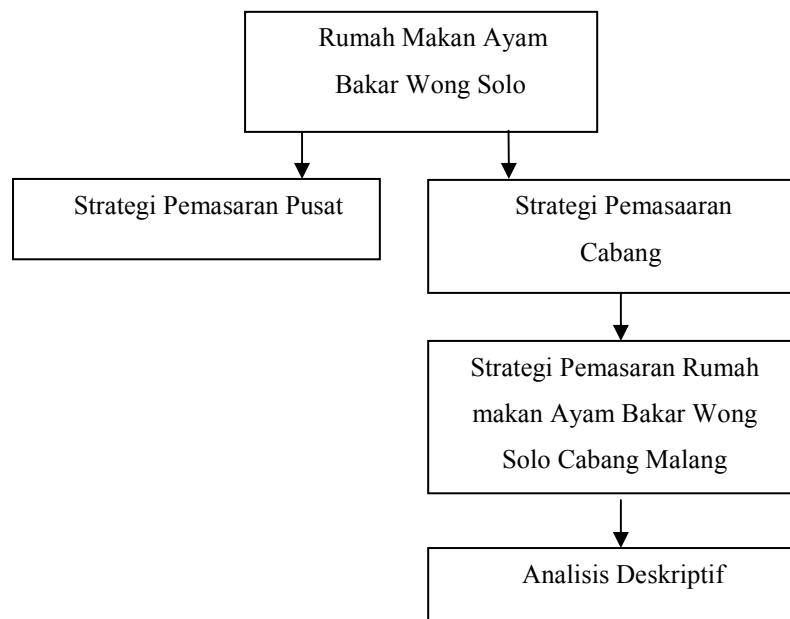 Rumah Makan Ayam
Bakar Wong Solo
Strategi Pemasaran Pusat
Strategi Pemasaaran
Cabang
Strategi Pemasaran Rumah
makan Ayam Bakar Wong
Solo Cabang Malang
Analisis Deskriptif